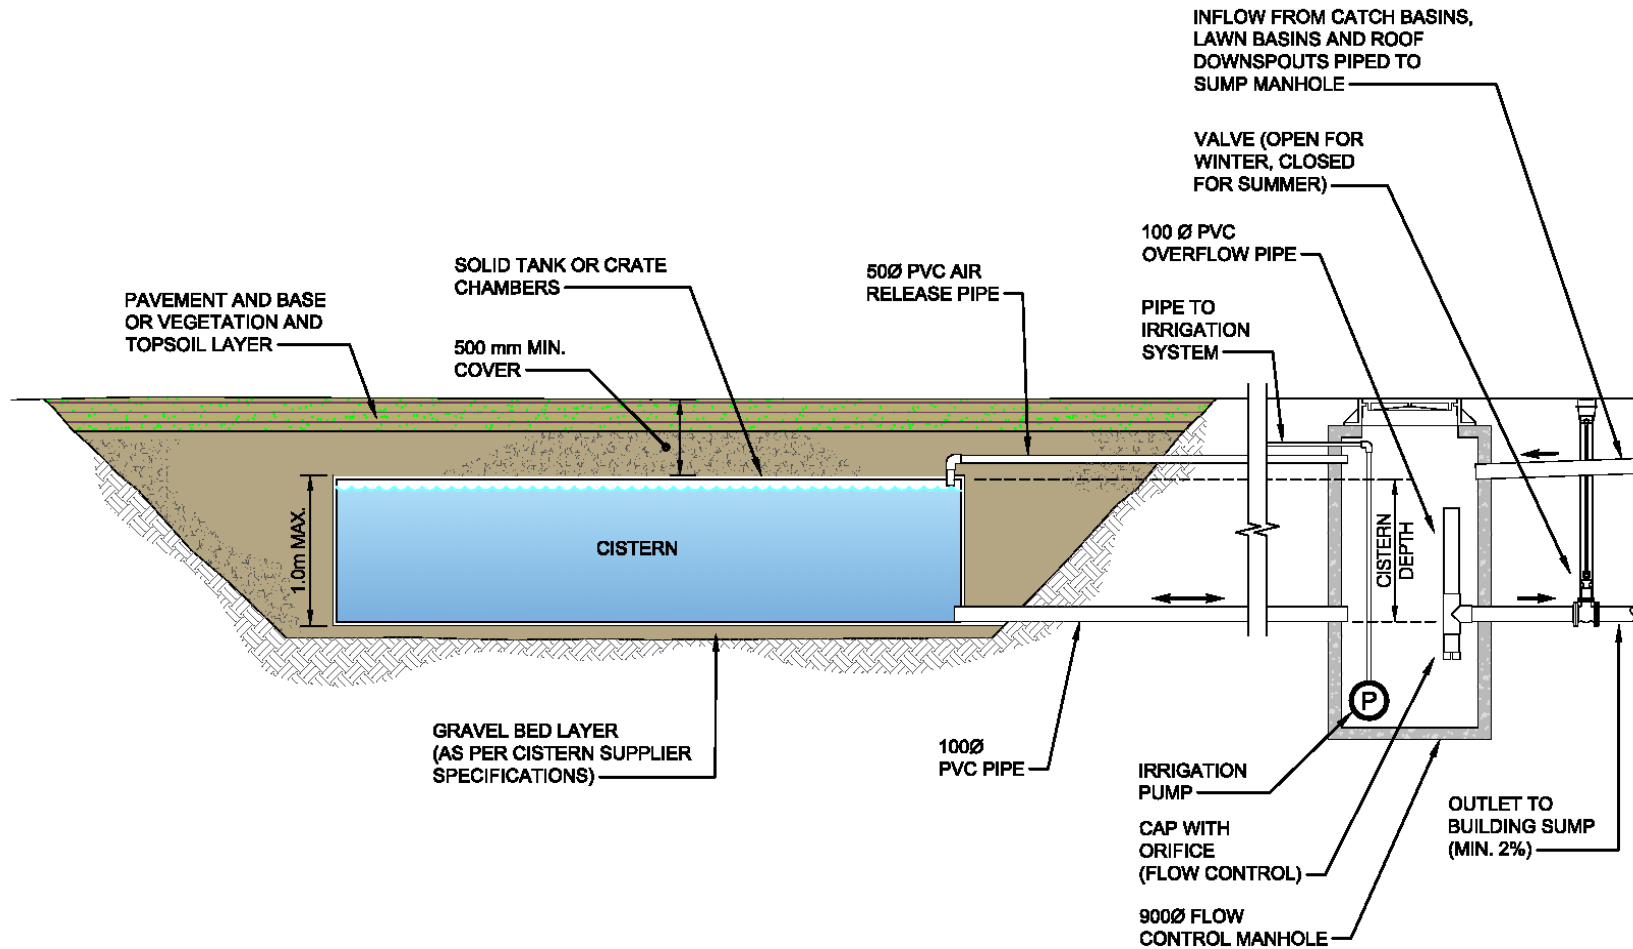 INFLOW FROM CATCH BASINS,
LAWN BASINS AND ROOF
DOWNSPOUTS PIPED TO
SUMP MANHOLE
VALVE (OPEN FOR
WINTER, CLOSED
FOR SUMMER)
100 Ø PVC
OVERFLOW PIPE
SOLID TANK OR CRATE
CHAMBERS
50Ø PVC AIR
RELEASE PIPE
PAVEMENT AND BASE
OR VEGETATION AND
TOPSOIL LAYER
500 mm MIN.
COVER
PIPE TO
IRRIGATION
SYSTEM
1.0m MAX.
CISTERN
CISTERN
DEPTH
P
GRAVEL BED LAYER
(AS PER CISTERN SUPPLIER
SPECIFICATIONS)
100Ø
PVC PIPE
IRRIGATION
PUMP
CAP WITH
ORIFICE
(FLOW CONTROL)
OUTLET TO
BUILDING SUMP
(MIN. 2%)
900Ø FLOW
CONTROL MANHOLE